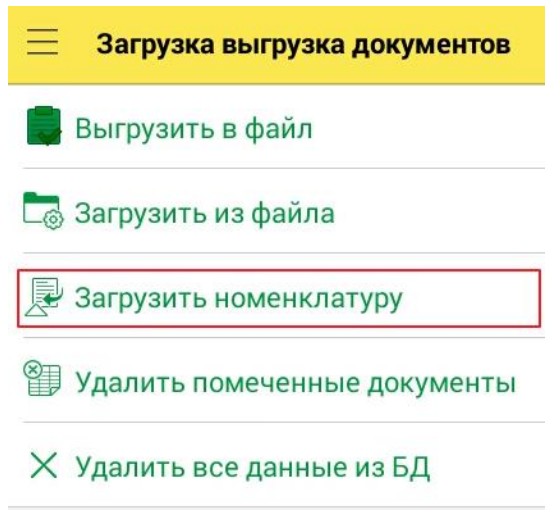 Загрузка выгрузка документов
Выгрузить в файл
Загрузить из файла
Загрузить номенклатуру
Удалить помеченные документы
Удалить все данные из БД